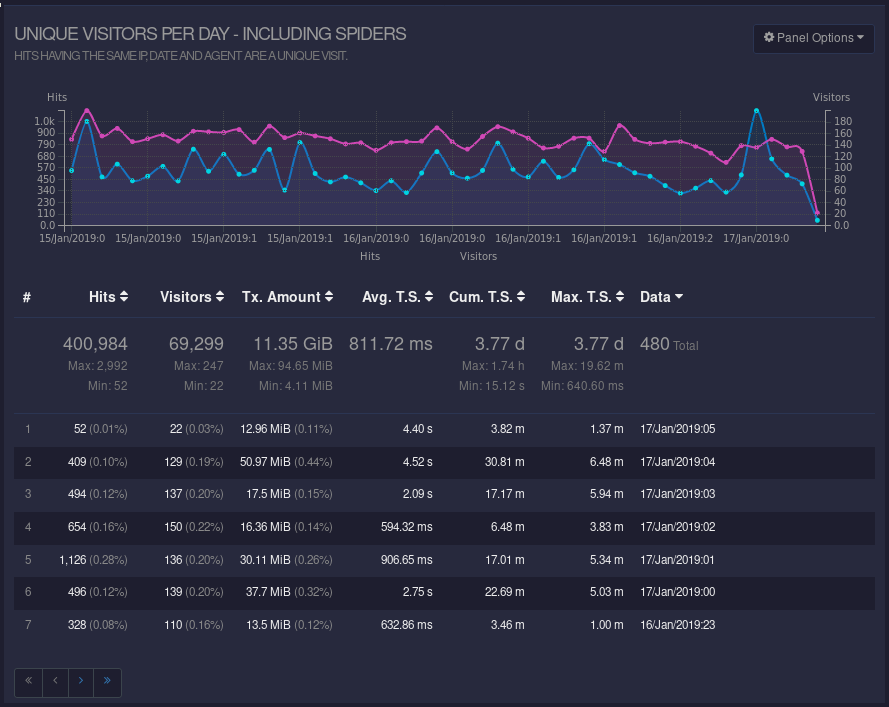 UNIQUE VISITORS PER DAY - INCLUDING SPIDERS
Panel Options
HITS HAVING THE SAME IP, DATE AND AGENT ARE A UNIQUE VISIT.
Hits Visitors
1.0k 180
900 160
790 140
680 120
570 100
450 80
340 60
230 40
110 20
0.0 0.0
15/Jan/2019:0 15/Jan/2019:0 15/Jan/2019:1 15/Jan/2019:1 16/Jan/2019:0 16/Jan/2019:0 16/Jan/2019:1 16/Jan/2019:1 16/Jan/2019:2 17/Jan/2019:0
Hits Visitors
# Hits Visitors Tx. Amount Avg. T.S. Cum. T.S. Max. T.S. Data
400,984 69,299 11.35 GiB 811.72 ms 3.77 d 3.77 d 480 Total
Max: 2,992 Max: 247 Max: 94.65 MiB Max: 1.74 h Max: 19.62 m
Min: 52 Min: 22 Min: 4.11 MiB Min: 15.12 s Min: 640.60 ms
1 52 (0.01%) 22 (0.03%) 12.96 MiB (0.11%) 4.40 s 3.82 m 1.37 m 17/Jan/2019:05
2 409 (0.10%) 129 (0.19%) 50.97 MiB (0.44%) 4.52 s 30.81 m 6.48 m 17/Jan/2019:04
3 494 (0.12%) 137 (0.20%) 17.5 MiB (0.15%) 2.09 s 17.17 m 5.94 m 17/Jan/2019:03
4 654 (0.16%) 150 (0.22%) 16.36 MiB (0.14%) 594.32 ms 6.48 m 3.83 m 17/Jan/2019:02
5 1,126 (0.28%) 136 (0.20%) 30.11 MiB (0.26%) 906.65 ms 17.01 m 5.34 m 17/Jan/2019:01
6 496 (0.12%) 139 (0.20%) 37.7 MiB (0.32%) 2.75 s 22.69 m 5.03 m 17/Jan/2019:00
7 328 (0.08%) 110 (0.16%) 13.5 MiB (0.12%) 632.86 ms 3.46 m 1.00 m 16/Jan/2019:23
« ‹ › »